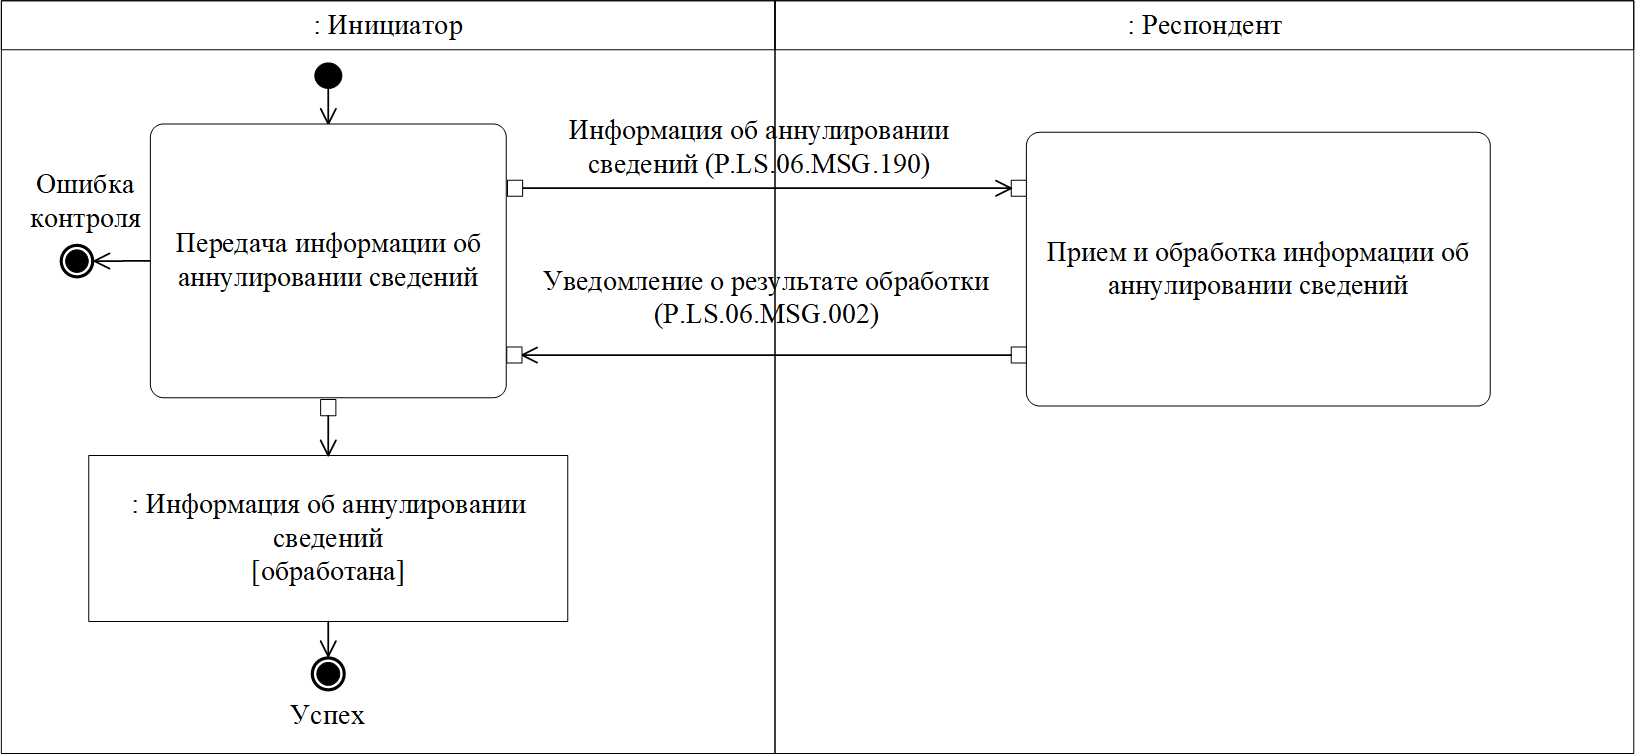 : Инициатор
: Респондент
Информация об аннулировании
сведений (P.LS.06.MSG.190)
Ошибка
контроля
Передача информации об
аннулировании сведений
Прием и обработка информации об
аннулировании сведений
Уведомление о результате обработки
(P.LS.06.MSG.002)
: Информация об аннулировании
сведений
[обработана]
Успех